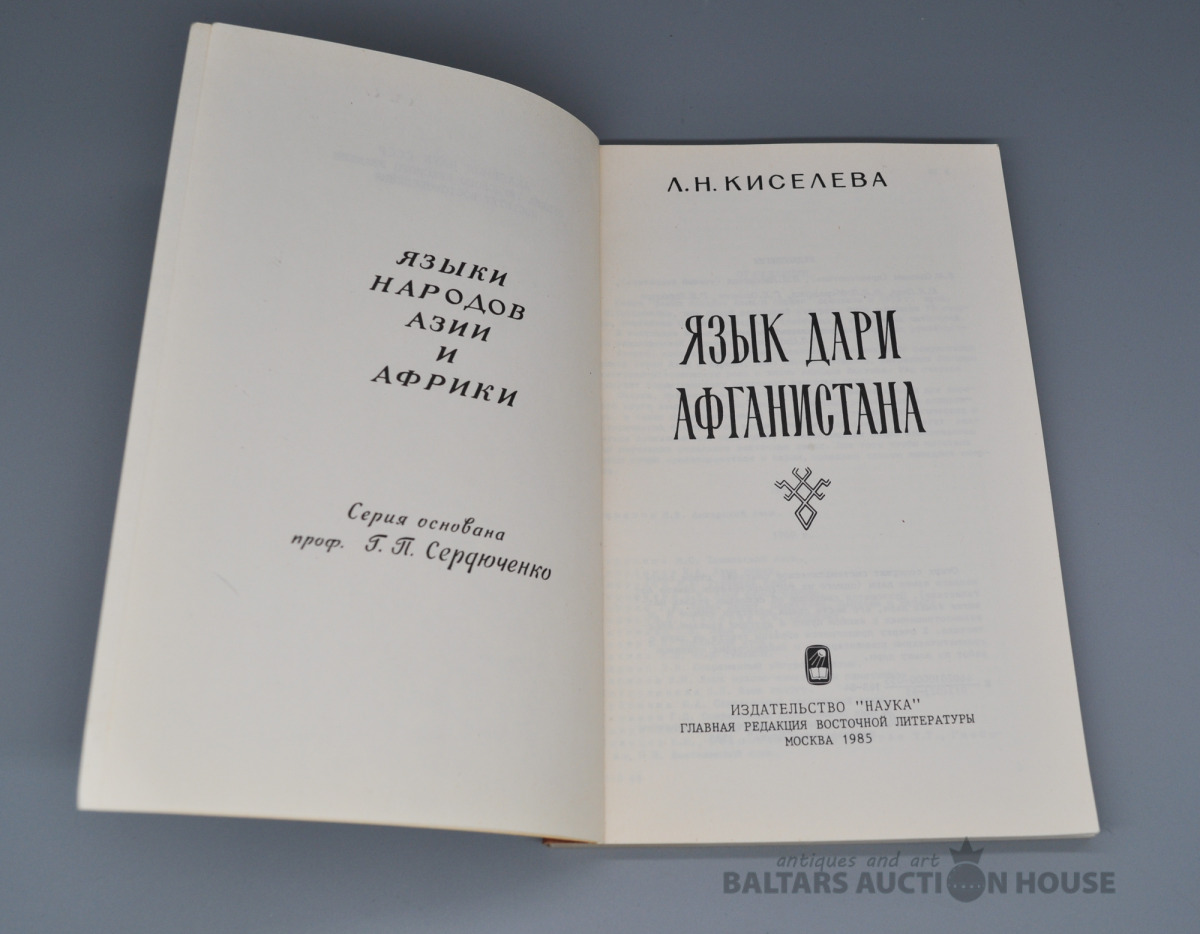 ЯЗЫКИ
НАРОДОВ
АЗИИ
И
АФРИКИ
Серия основана
проф. Г. П. Сердюченко
Л.Н. КИСЕЛЕВА
ЯЗЫК ДАРИ
АФГАНИСТАНА
ИЗДАТЕЛЬСТВО "НАУКА"
ГЛАВНАЯ РЕДАКЦИЯ ВОСТОЧНОЙ ЛИТЕРАТУРЫ
МОСКВА 1985
antiques and art
BALTARS AUCTION HOUSE